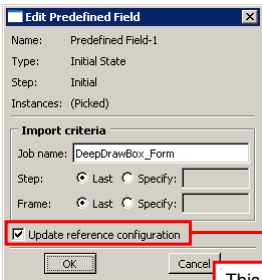 Edit Predefined Field
Name: Predefined Field-1
Type: Initial State
Step: Initial
Instances: (Picked)
Import criteria
Job name: DeepDrawBox_Form
Step: Last Specify:
Frame: Last Specify:
Update reference configuration
OK Cancel
This